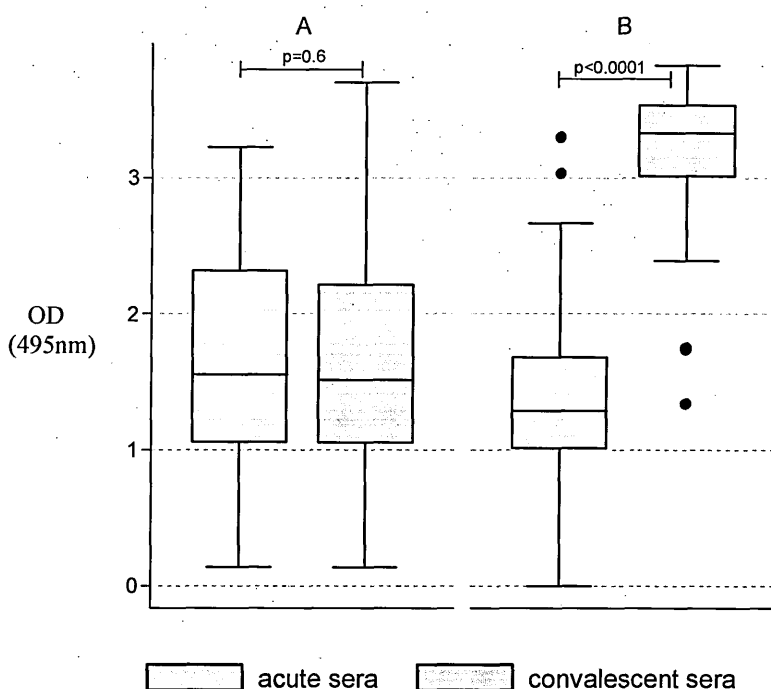 A B
p=0.6 p<0.0001
3
2
OD
(495nm)
1
0
acute sera convalescent sera